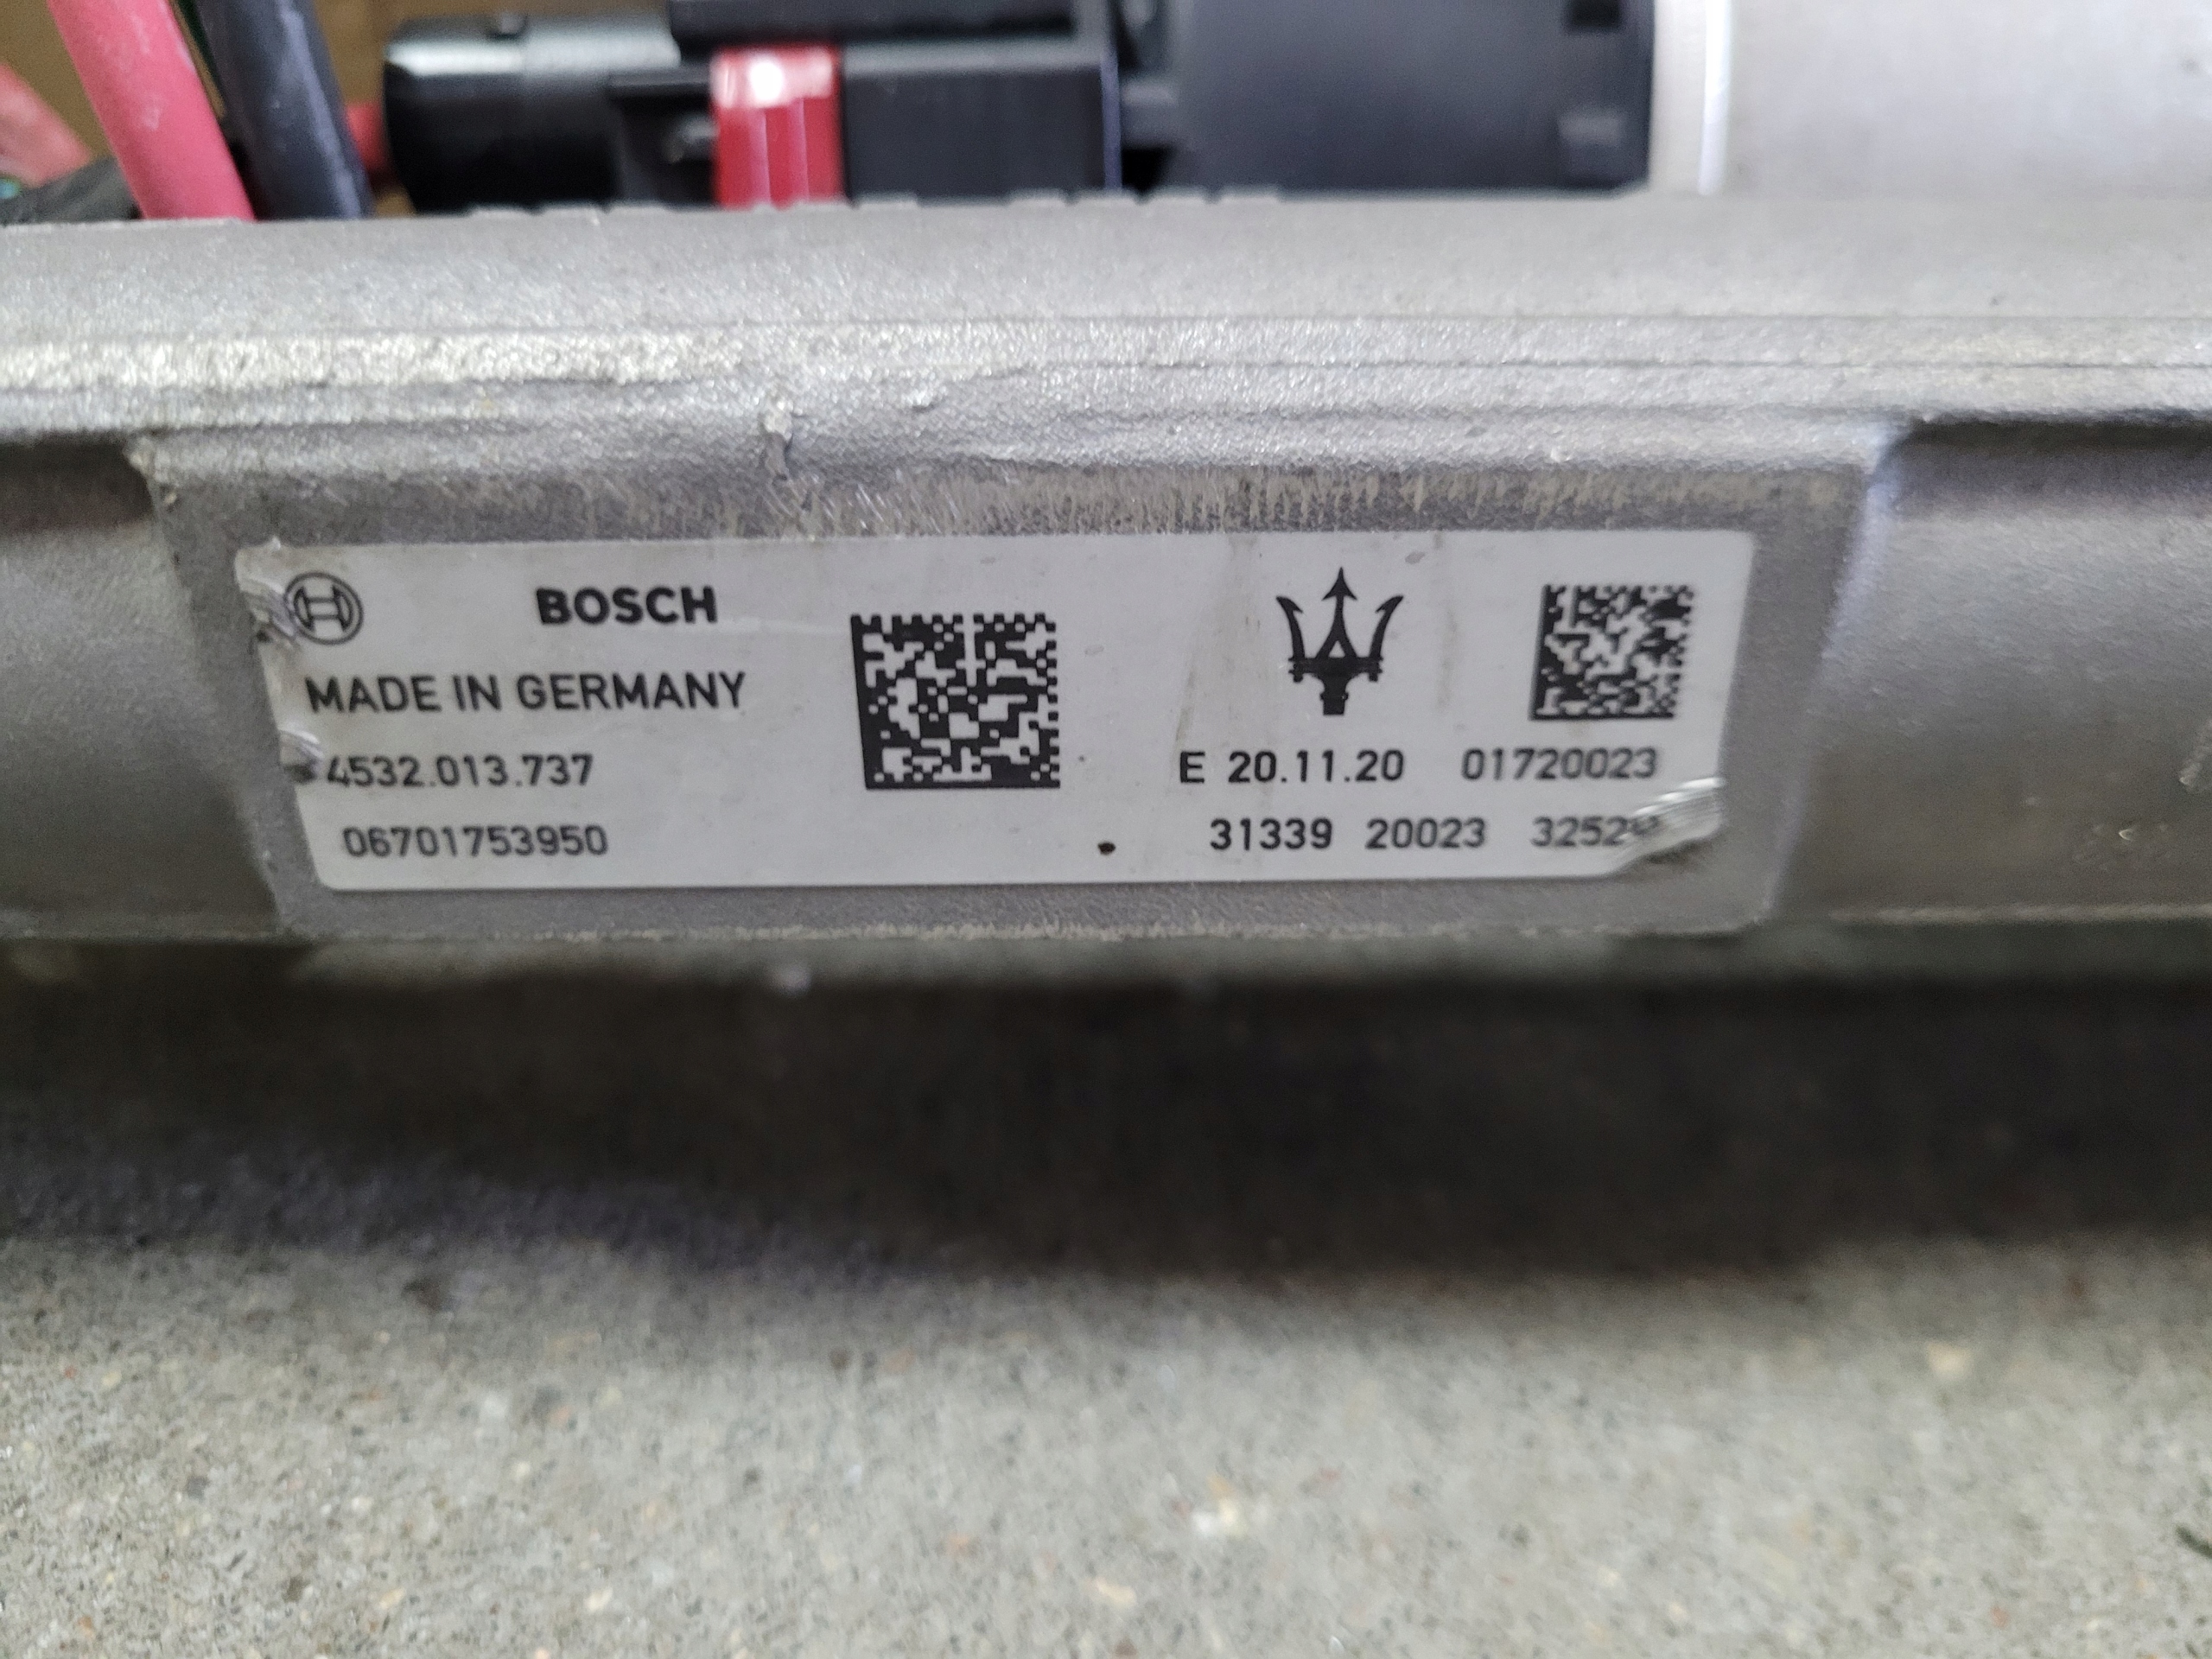 BOSCH
MADE IN GERMANY
4532.013.737
06701753950
E 20.11.20 01720023
31339 20023